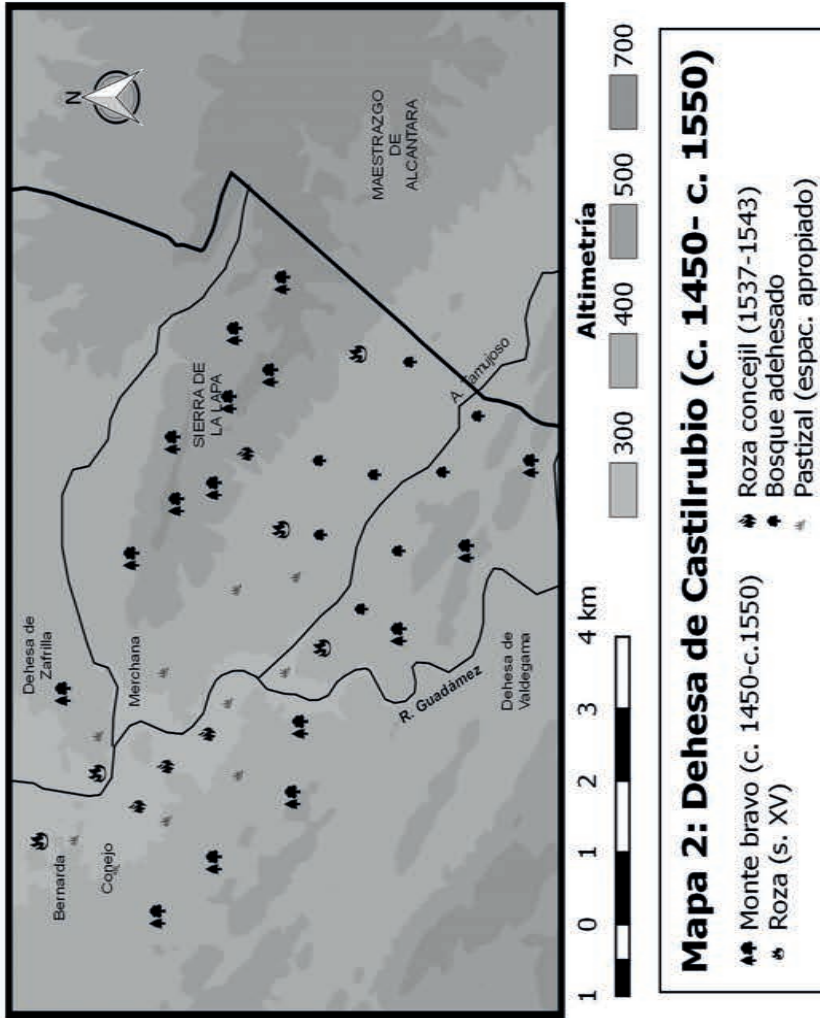 N
Dehesa de
Zafrilla
Bernarda
Conejo
Merchana
SIERRA DE
LA LAPA
MAESTRAZGO
DE
ALCANTARA
A. Tamujoso
R. Guadámez
Dehesa de
Valdegama
1 0 1 2 3 4 km
Altimetría
300 400 500 700
Mapa 2: Dehesa de Castilrubio (c. 1450- c. 1550)
Monte bravo (c. 1450-c.1550)
Roza (s. XV)
Roza concejil (1537-1543)
Bosque adehesado
Pastizal (espac. apropiado)